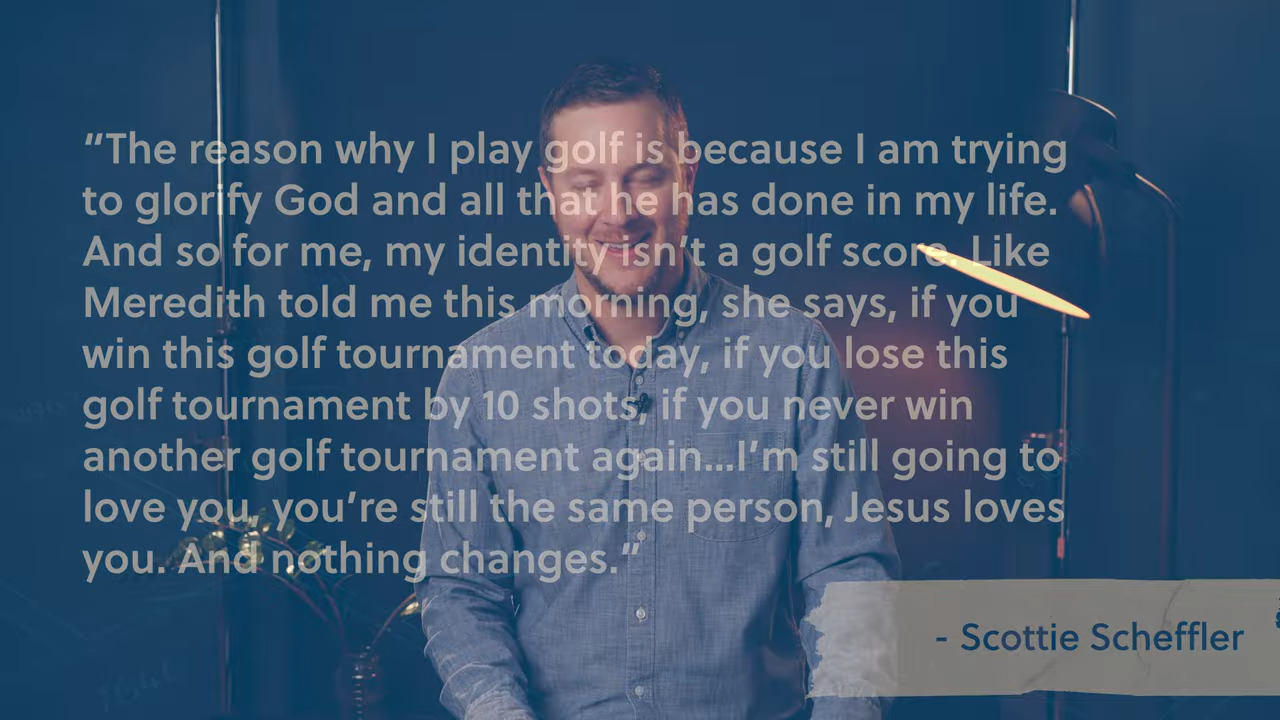 “The reason why I play golf is because I am trying
to glorify God and all that he has done in my life.
And so for me, my identity isn’t a golf score. Like
Meredith told me this morning, she says, if you
win this golf tournament today, if you lose this
golf tournament by 10 shots, if you never win
another golf tournament again...I’m still going to
love you, you’re still the same person, Jesus loves
you. And nothing changes.”
- Scottie Scheffler